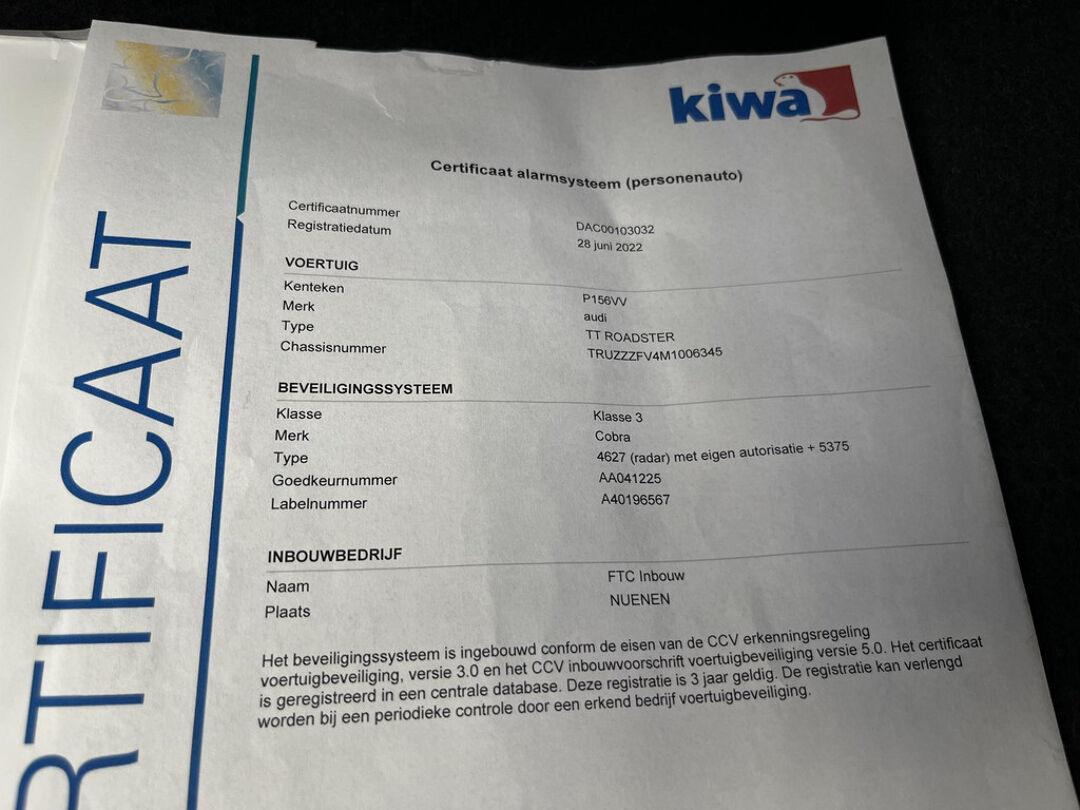 kiwa
CERTIFICAAT
Certificaat alarmsysteem (personenauto)
Certificaatnummer DAC00103032
Registratiedatum 28 juni 2022
VOERTUIG
Kenteken P156VV
Merk audi
Type TT ROADSTER
Chassisnummer TRUZZZFV4M1006345
BEVEILIGINGSSYSTEEM
Klasse Klasse 3
Merk Cobra
Type 4627 (radar) met eigen autorisatie + 5375
Goedkeurnummer AA041225
Labelnummer A40196567
INBOUWBEDRIJF
Naam FTC Inbouw
Plaats NUENEN
Het beveiligingssysteem is ingebouwd conform de eisen van de CCV erkenningsregeling
voertuigbeveiliging, versie 3.0 en het CCV inbouwvoorschrift voertuigbeveiliging versie 5.0. Het certificaat
is geregistreerd in een centrale database. Deze registratie is 3 jaar geldig. De registratie kan verlengd
worden bij een periodieke controle door een erkend bedrijf voertuigbeveiliging.